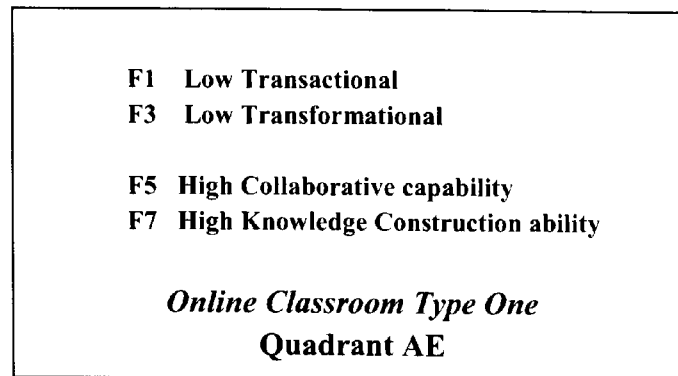 F1 Low Transactional
F3 Low Transformational
F5 High Collaborative capability
F7 High Knowledge Construction ability
Online Classroom Type One
Quadrant AE